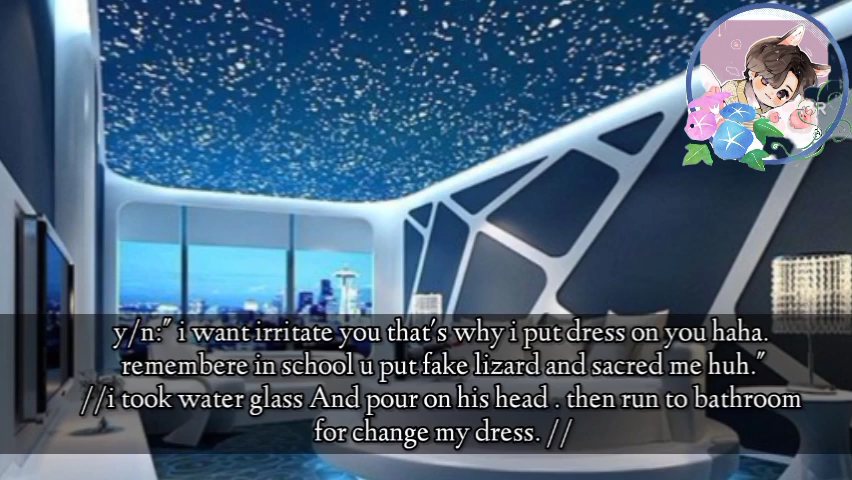 y/n:" i want irritate you that's why i put dress on you haha.
remembere in school u put fake lizard and sacred me huh."
//i took water glass And pour on his head . then run to bathroom
for change my dress. //